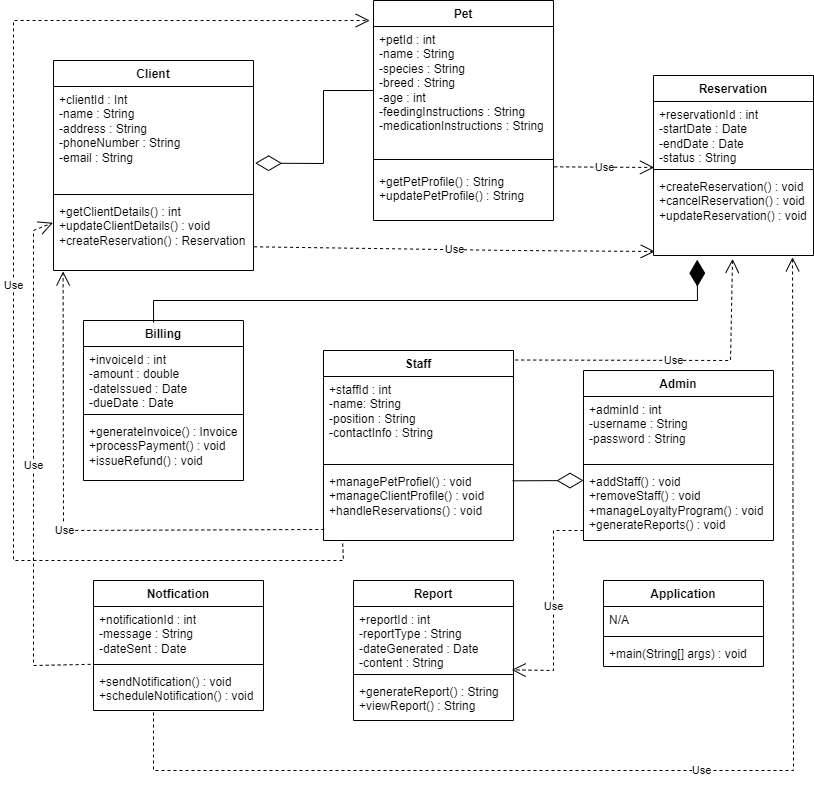 Pet
+petId : int
-name : String
-species : String
-breed : String
-age : int
-feedingInstructions : String
-medicationInstructions : String
+getPetProfile() : String
+updatePetProfile() : String
Client
+clientId : Int
-name : String
-address : String
-phoneNumber : String
-email : String
+getClientDetails() : int
+updateClientDetails() : void
+createReservation() : Reservation
Reservation
+reservationId : int
-startDate : Date
-endDate : Date
-status : String
+createReservation() : void
+cancelReservation() : void
+updateReservation() : void
Use
Use
Use
Billing
+invoiceId : int
-amount : double
-dateIssued : Date
-dueDate : Date
+generateInvoice() : Invoice
+processPayment() : void
+issueRefund() : void
Staff
+staffId : int
-name: String
-position : String
-contactInfo : String
+managePetProfiel() : void
+manageClientProfile() : void
+handleReservations() : void
Use
Admin
+adminId : int
-username : String
-password : String
+addStaff() : void
+removeStaff() : void
+manageLoyaltyProgram() : void
+generateReports() : void
Use
Use
Notfication
+notificationId : int
-message : String
-dateSent : Date
+sendNotification() : void
+scheduleNotification() : void
Report
+reportId : int
-reportType : String
-dateGenerated : Date
-content : String
+generateReport() : String
+viewReport() : String
Use
Application
N/A
+main(String[] args) : void
Use